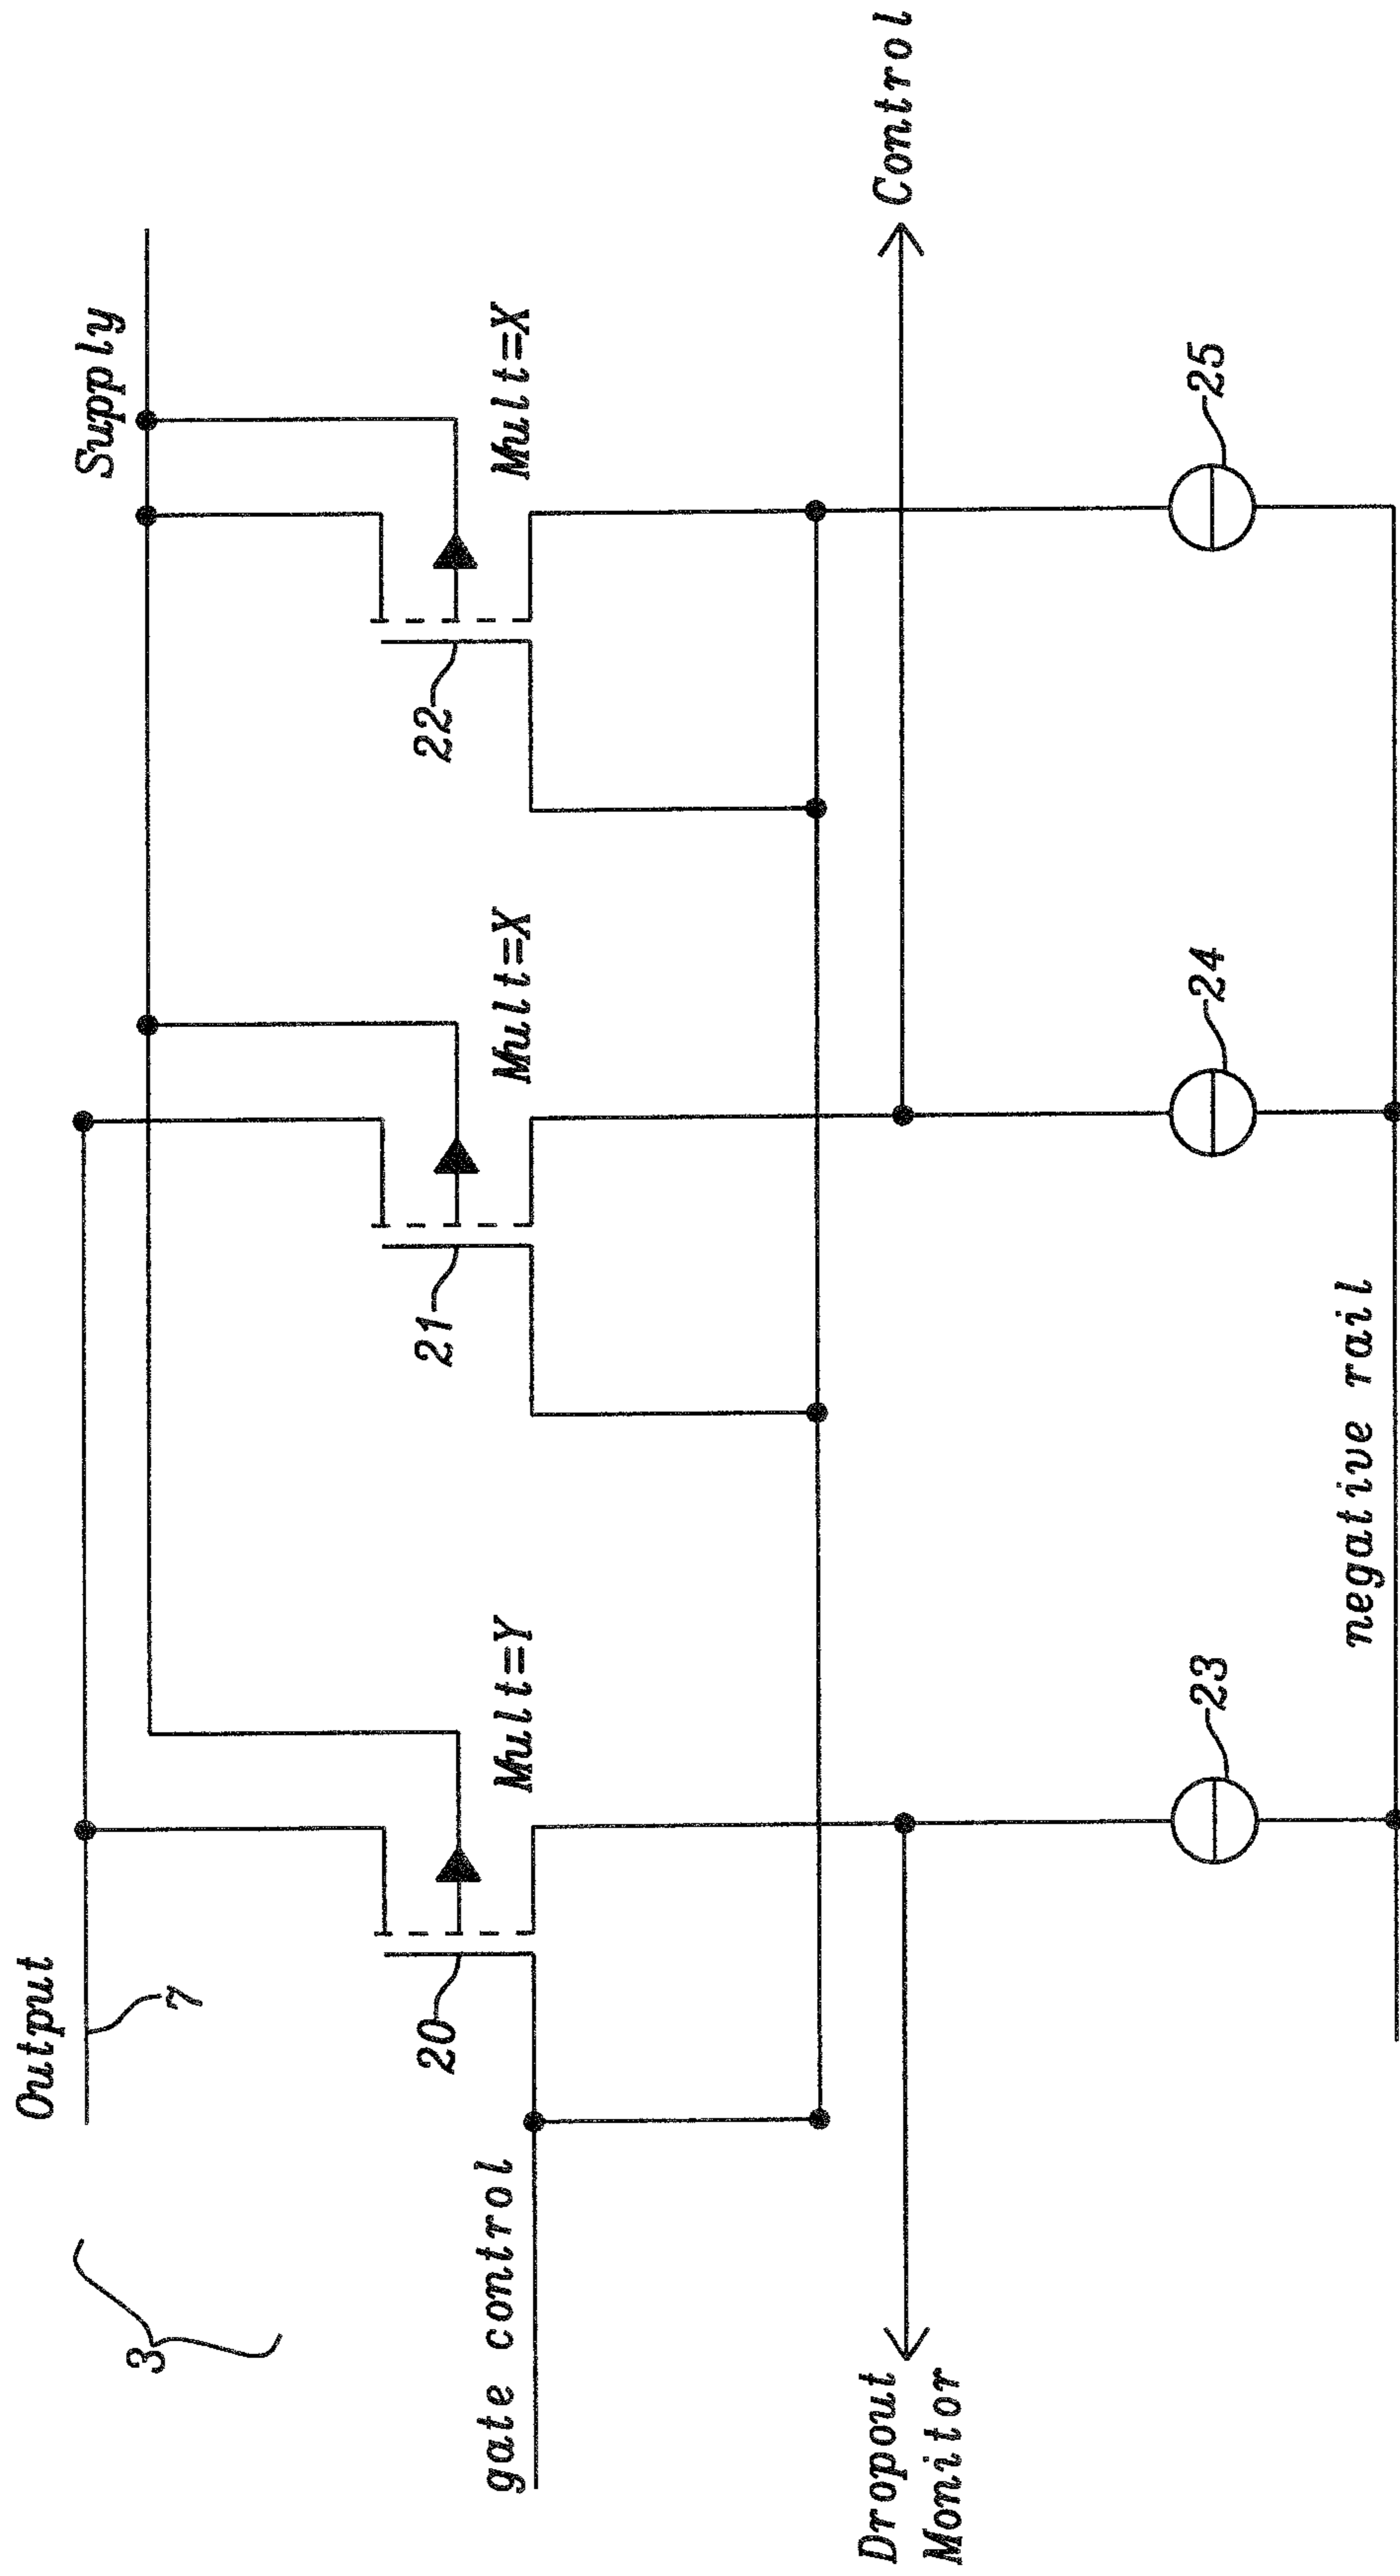 Output
Supply
7
3
20
21
22
Mult=Y
Mult=X
Mult=X
gate control
Dropout
Monitor
Control
23
24
25
negative rail